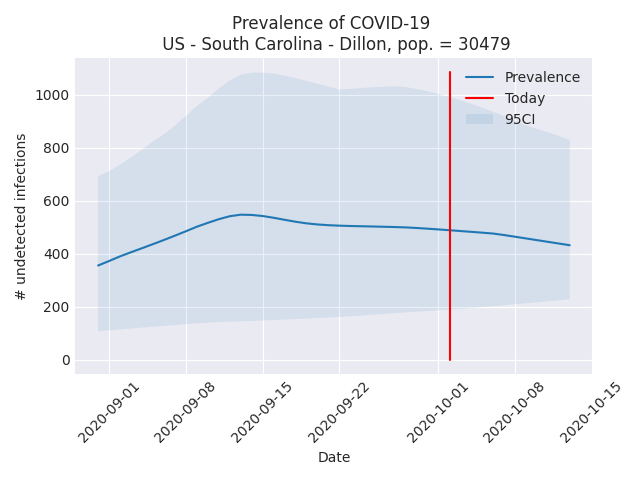 Prevalence of COVID-19
US - South Carolina - Dillon, pop. = 30479
Prevalence
Today
95CI
# undetected infections
1000
800
600
400
200
0
2020-09-01
2020-09-08
2020-09-15
2020-09-22
2020-10-01
2020-10-08
2020-10-15
Date